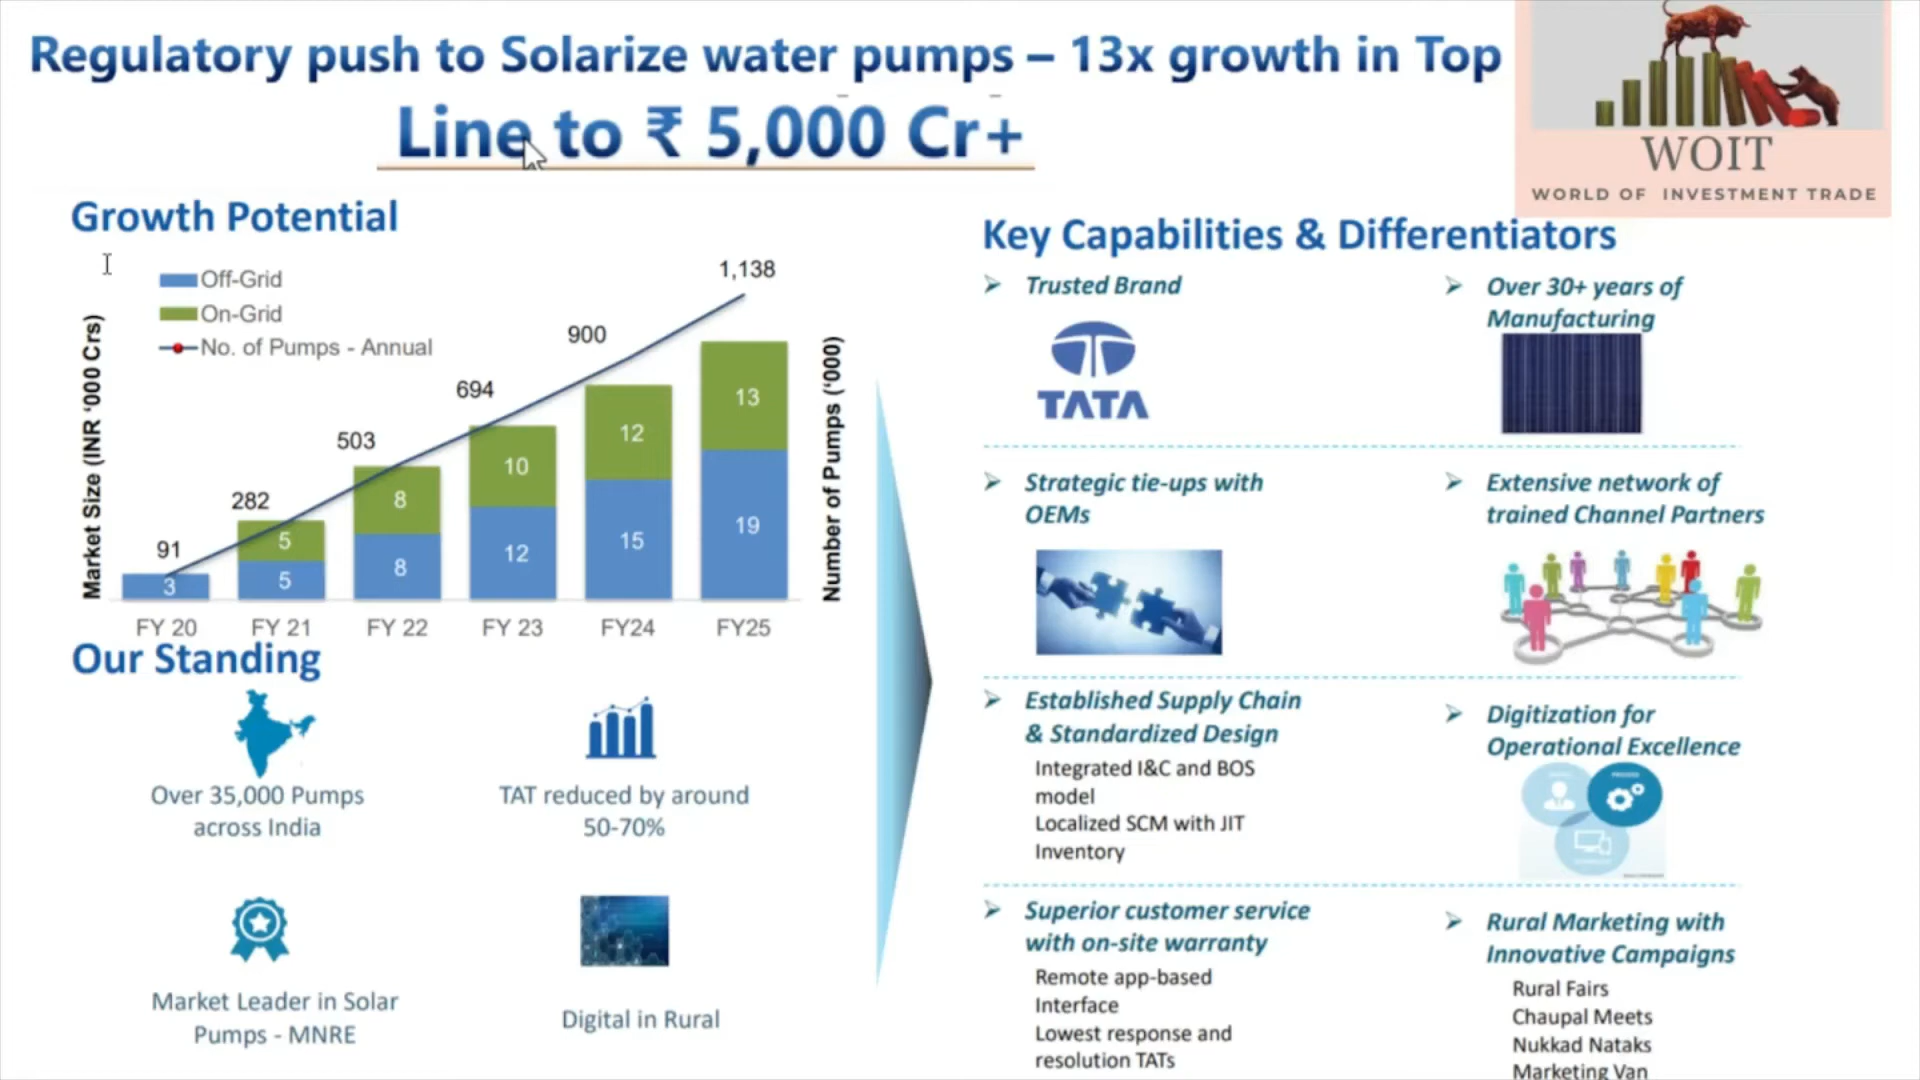 Regulatory push to Solarize water pumps – 13x growth in Top
Line to ₹ 5,000 Cr+
WOIT
WORLD OF INVESTMENT TRADE
Growth Potential
Off-Grid
On-Grid
No. of Pumps - Annual
Market Size (INR ‘000 Crs)
Number of Pumps (‘000)
91
282
503
694
900
1,138
3
5
5
8
8
10
12
12
15
13
19
FY 20
FY 21
FY 22
FY 23
FY24
FY25
Our Standing
Over 35,000 Pumps
across India
TAT reduced by around
50-70%
Market Leader in Solar
Pumps - MNRE
Digital in Rural
Key Capabilities & Differentiators
Trusted Brand
TATA
Over 30+ years of
Manufacturing
Strategic tie-ups with
OEMs
Extensive network of
trained Channel Partners
Established Supply Chain
& Standardized Design
Integrated I&C and BOS
model
Localized SCM with JIT
Inventory
Digitization for
Operational Excellence
Superior customer service
with on-site warranty
Remote app-based
Interface
Lowest response and
resolution TATs
Rural Marketing with
Innovative Campaigns
Rural Fairs
Chaupal Meets
Nukkad Nataks
Marketing Van